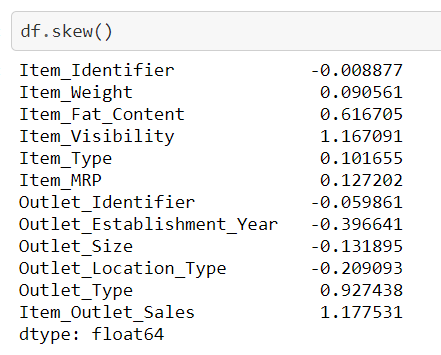 df.skew()
Item_Identifier -0.008877
Item_Weight 0.090561
Item_Fat_Content 0.616705
Item_Visibility 1.167091
Item_Type 0.101655
Item_MRP 0.127202
Outlet_Identifier -0.059861
Outlet_Establishment_Year -0.396641
Outlet_Size -0.131895
Outlet_Location_Type -0.209093
Outlet_Type 0.927438
Item_Outlet_Sales 1.177531
dtype: float64